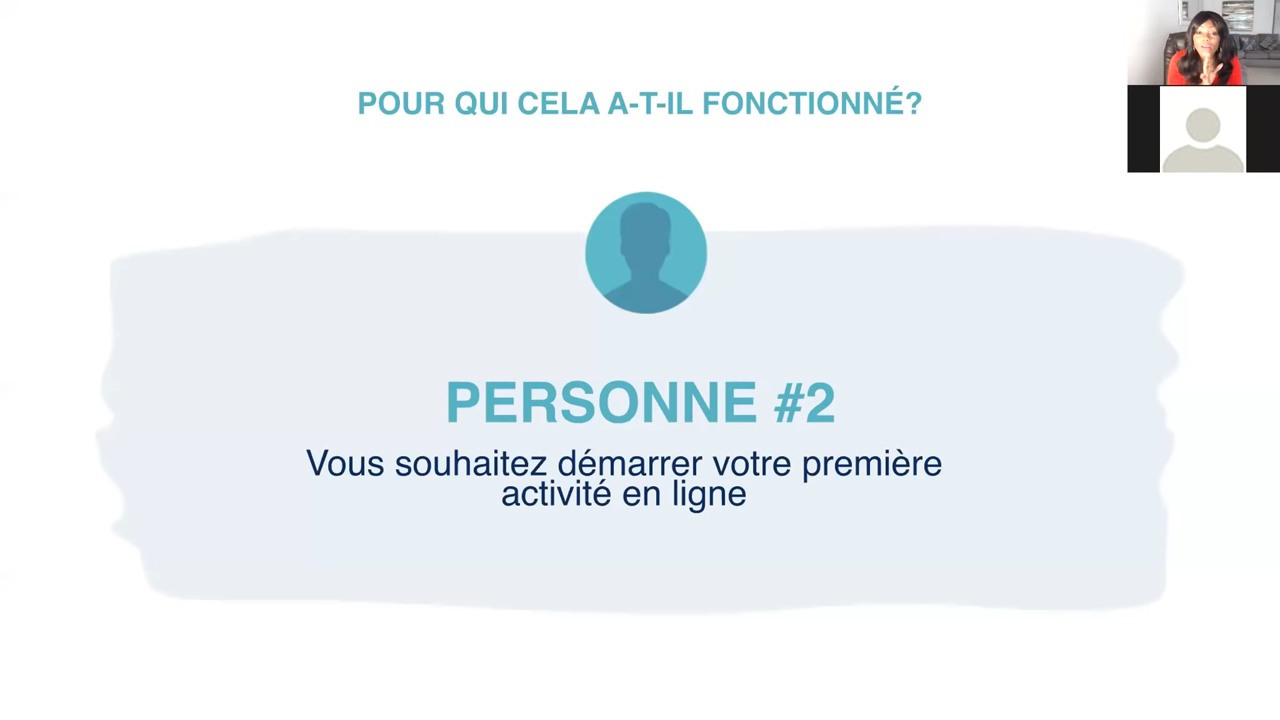 POUR QUI CELA A-T-IL FONCTIONNÉ?
PERSONNE #2
Vous souhaitez démarrer votre première
activité en ligne